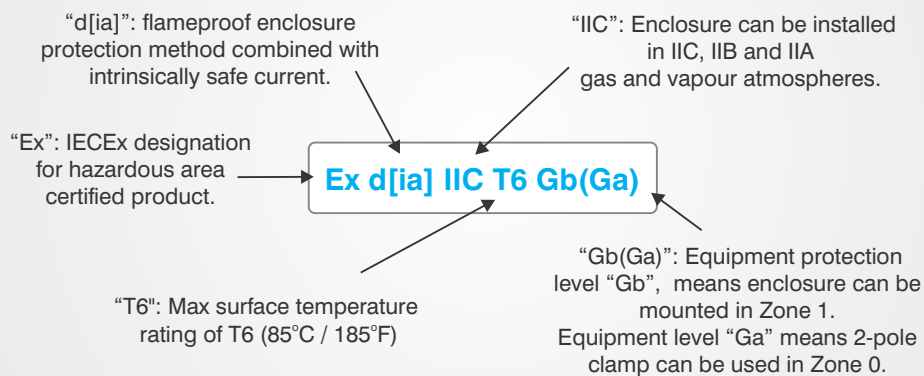 “d[ia]”: flameproof enclosure
protection method combined with
intrinsically safe current.
“IIC”: Enclosure can be installed
in IIC, IIB and IIA
gas and vapour atmospheres.
“Ex”: IECEx designation
for hazardous area
certified product.
Ex d[ia] IIC T6 Gb(Ga)
“T6": Max surface temperature
rating of T6 (85°C / 185°F)
“Gb(Ga)”: Equipment protection
level “Gb”, means enclosure can be
mounted in Zone 1.
Equipment level “Ga” means 2-pole
clamp can be used in Zone 0.